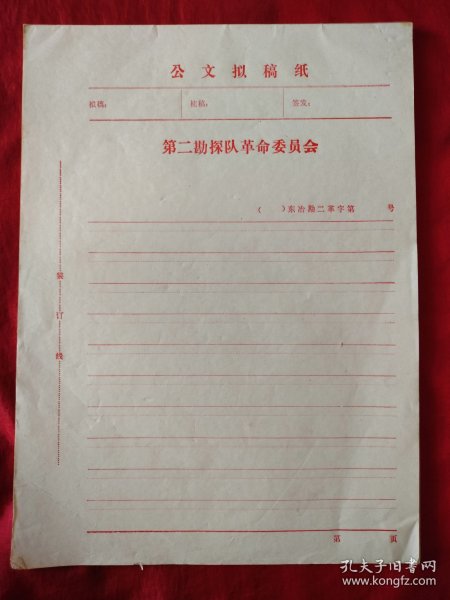 公文拟稿纸
拟稿： 核稿： 签发：
第二勘探队革命委员会
（ ）东冶勘二革字第 号
装订线
第 页
孔夫子旧书网
www.kongfz.com